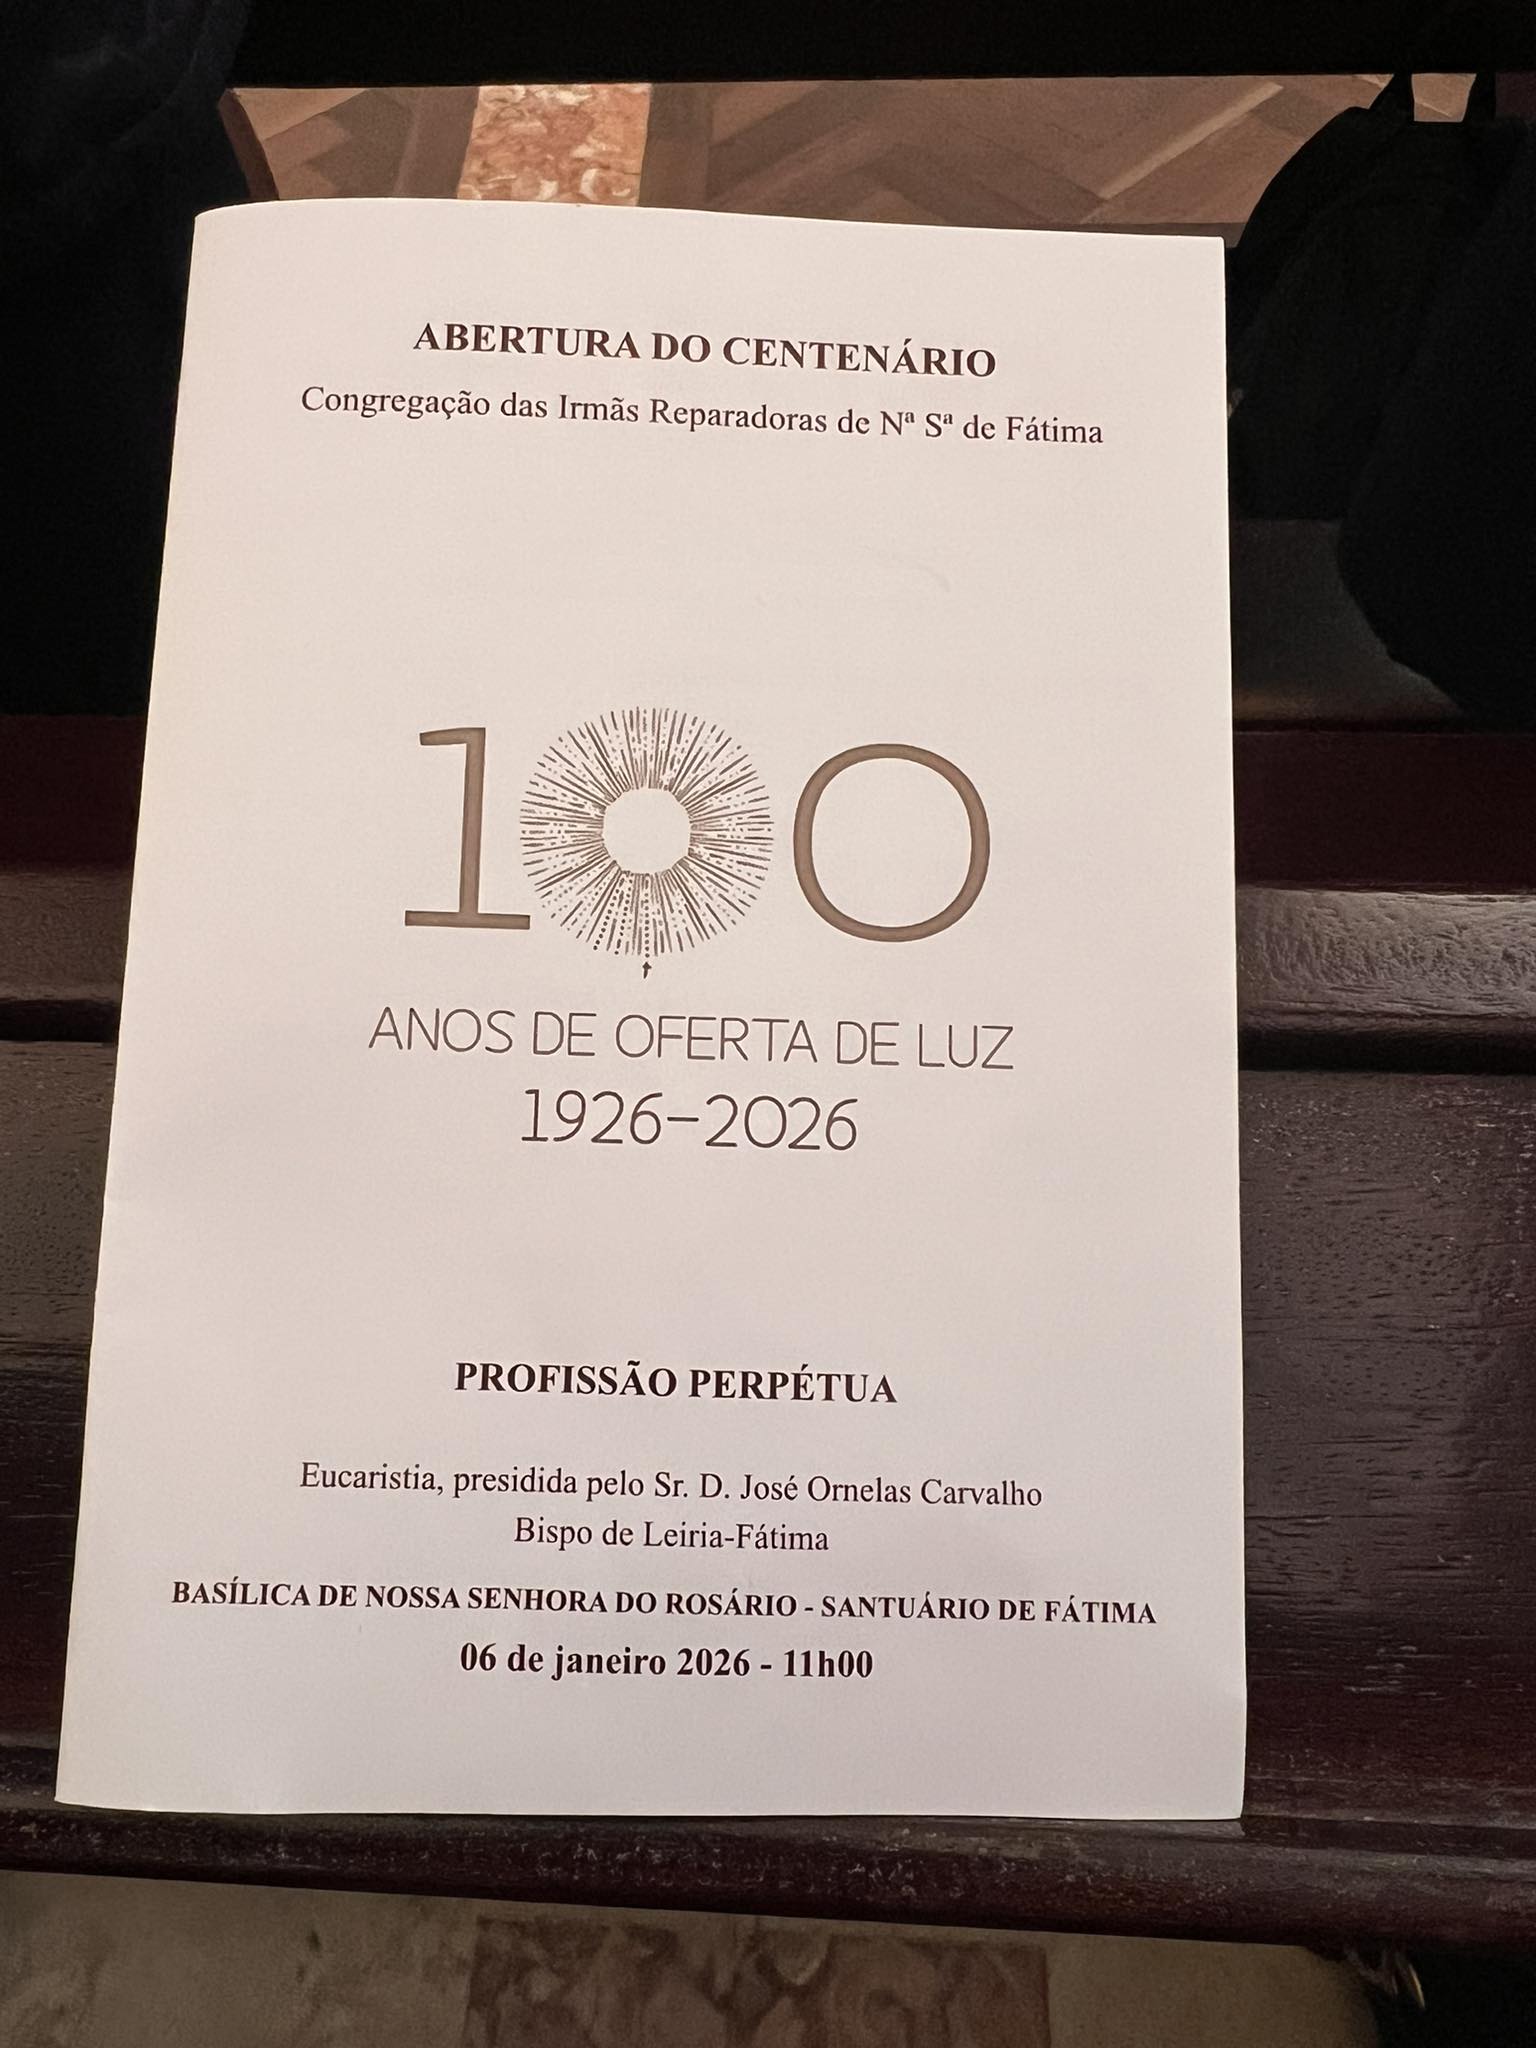 ABERTURA DO CENTENÁRIO
Congregação das Irmãs Reparadoras de Nª Sª de Fátima
100
ANOS DE OFERTA DE LUZ
1926-2026
PROFISSÃO PERPÉTUA
Eucaristia, presidida pelo Sr. D. José Ornelas Carvalho
Bispo de Leiria-Fátima
BASÍLICA DE NOSSA SENHORA DO ROSÁRIO - SANTUÁRIO DE FÁTIMA
06 de janeiro 2026 - 11h00